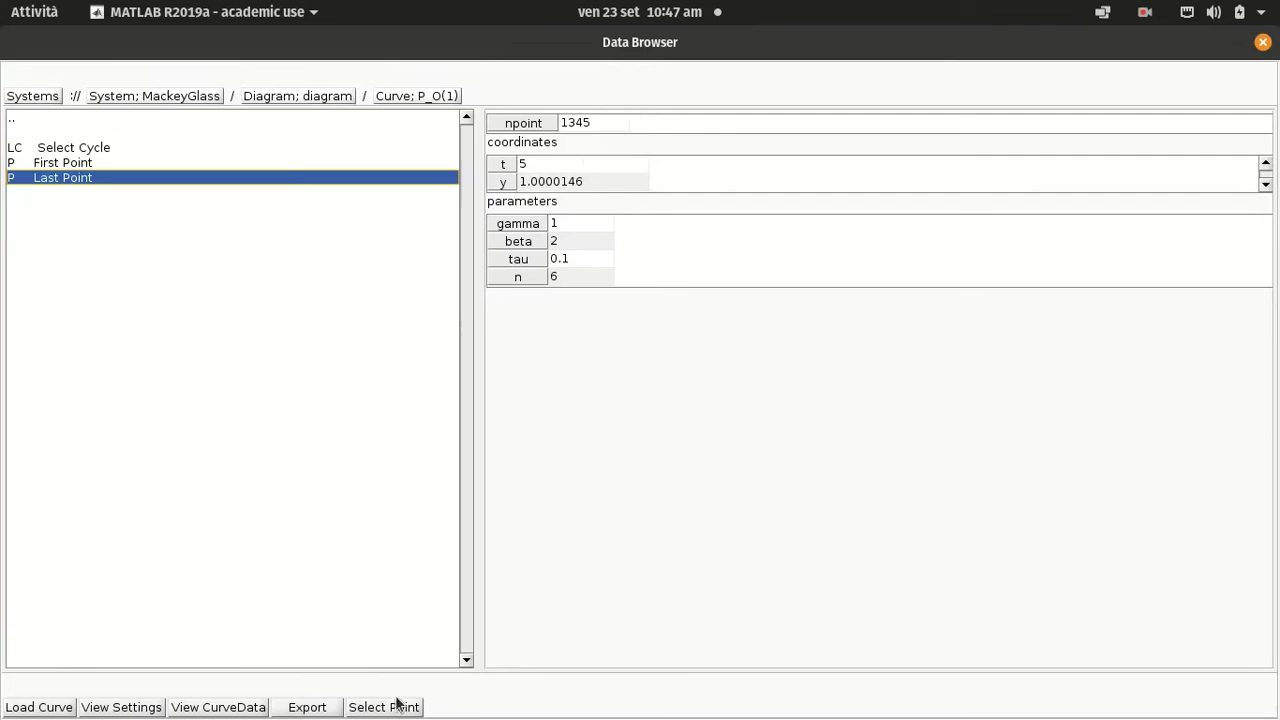 Attività MATLAB R2019a - academic use ven 23 set 10:47 am
Data Browser
Systems :// System; MackeyGlass / Diagram; diagram / Curve; P_O(1)
..
LC Select Cycle
P First Point
P Last Point
npoint 1345
coordinates
t 5
y 1.0000146
parameters
gamma 1
beta 2
tau 0.1
n 6
Load Curve View Settings View CurveData Export Select Point